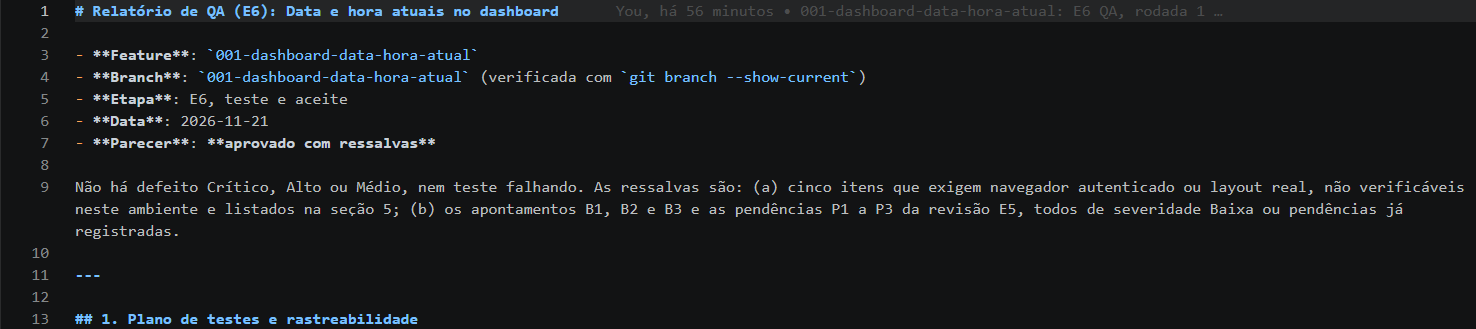 1 # Relatório de QA (E6): Data e hora atuais no dashboard You, há 56 minutos • 001-dashboard-data-hora-atual: E6 QA, rodada 1 …
2
3 - **Feature**: `001-dashboard-data-hora-atual`
4 - **Branch**: `001-dashboard-data-hora-atual` (verificada com `git branch --show-current`)
5 - **Etapa**: E6, teste e aceite
6 - **Data**: 2026-11-21
7 - **Parecer**: **aprovado com ressalvas**
8
9 Não há defeito Crítico, Alto ou Médio, nem teste falhando. As ressalvas são: (a) cinco itens que exigem navegador autenticado ou layout real, não verificáveis
neste ambiente e listados na seção 5; (b) os apontamentos B1, B2 e B3 e as pendências P1 a P3 da revisão E5, todos de severidade Baixa ou pendências já
registradas.
10
11 ---
12
13 ## 1. Plano de testes e rastreabilidade